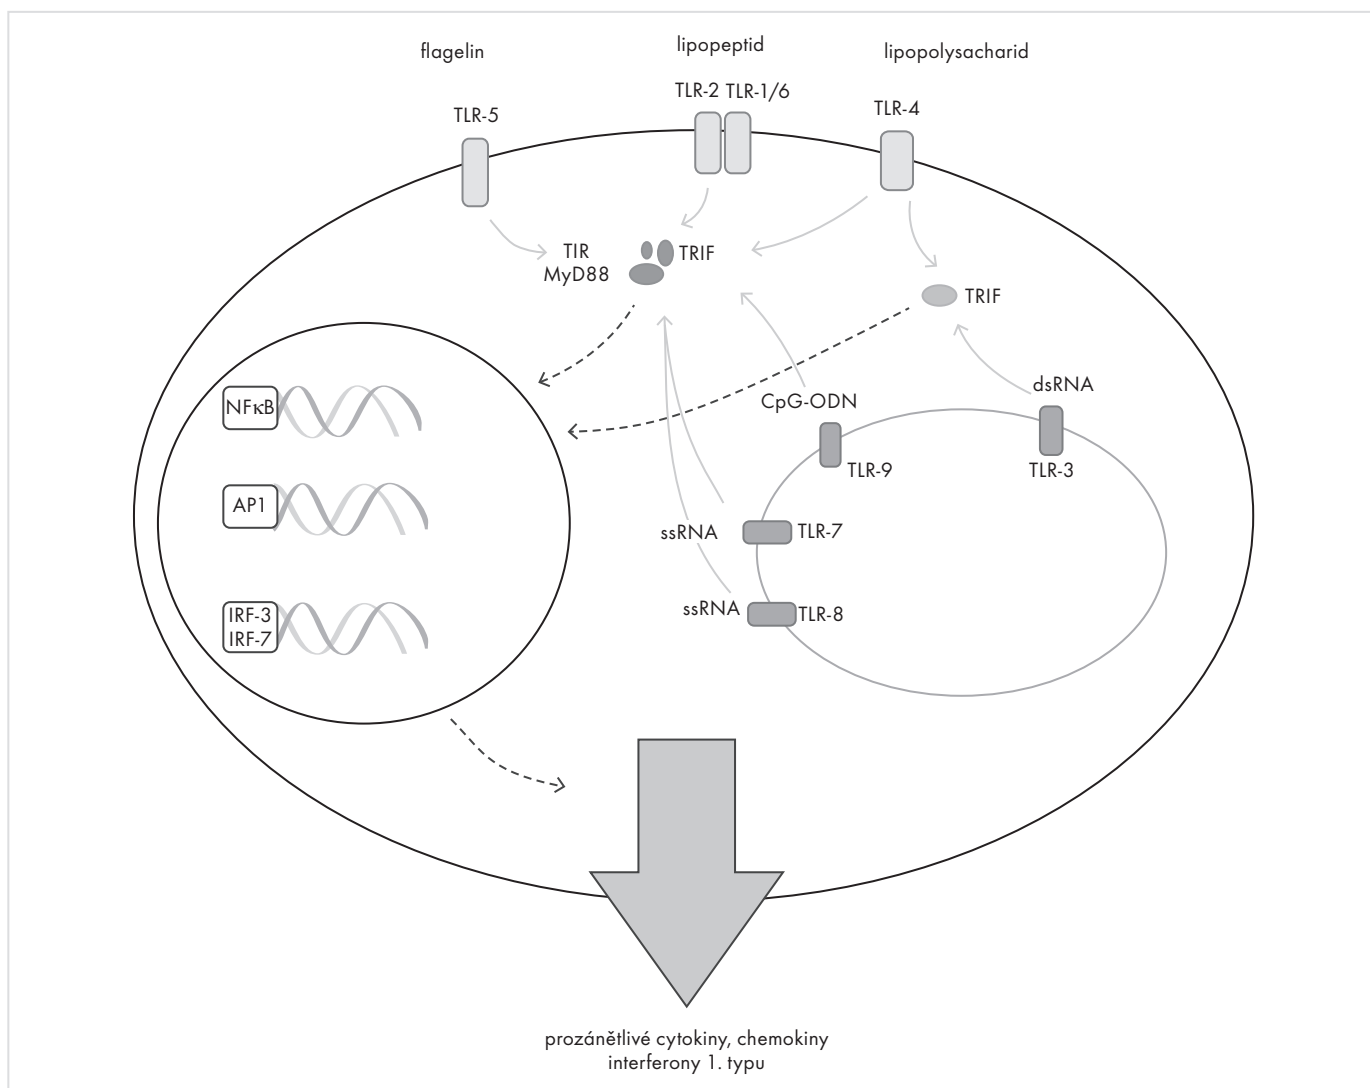 flagelin
lipopeptid
lipopolysacharid
TLR-5
TLR-2 TLR-1/6
TLR-4
TIR
MyD88
TRIF
TRIF
dsRNA
CpG-ODN
TLR-9
TLR-3
NFκB
AP1
ssRNA
TLR-7
ssRNA
TLR-8
IRF-3
IRF-7
prozánětlivé cytokiny, chemokiny
interferony 1. typu